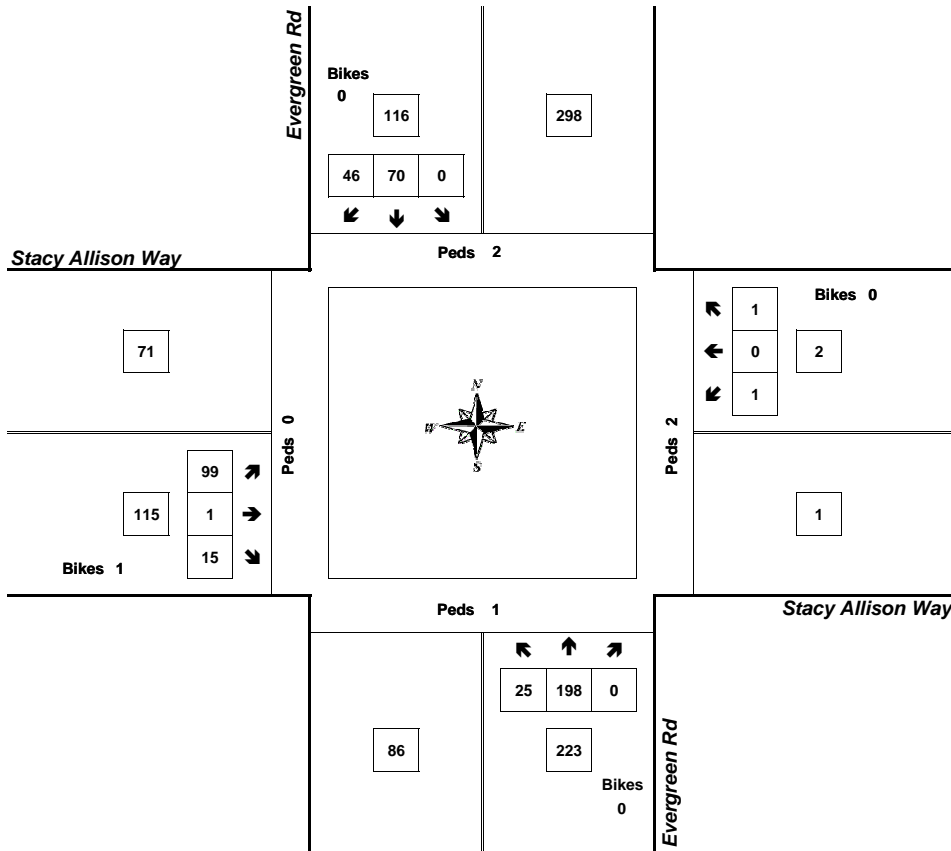 Evergreen Rd
Bikes
0
116
298
46 70 0
Peds 2
Stacy Allison Way
Bikes 0
1
71
0 2
1
Peds 0
N
W E
S
Peds 2
99
115 1
15
1
Bikes 1
Peds 1
Stacy Allison Way
25 198 0
86
223
Bikes
0
Evergreen Rd